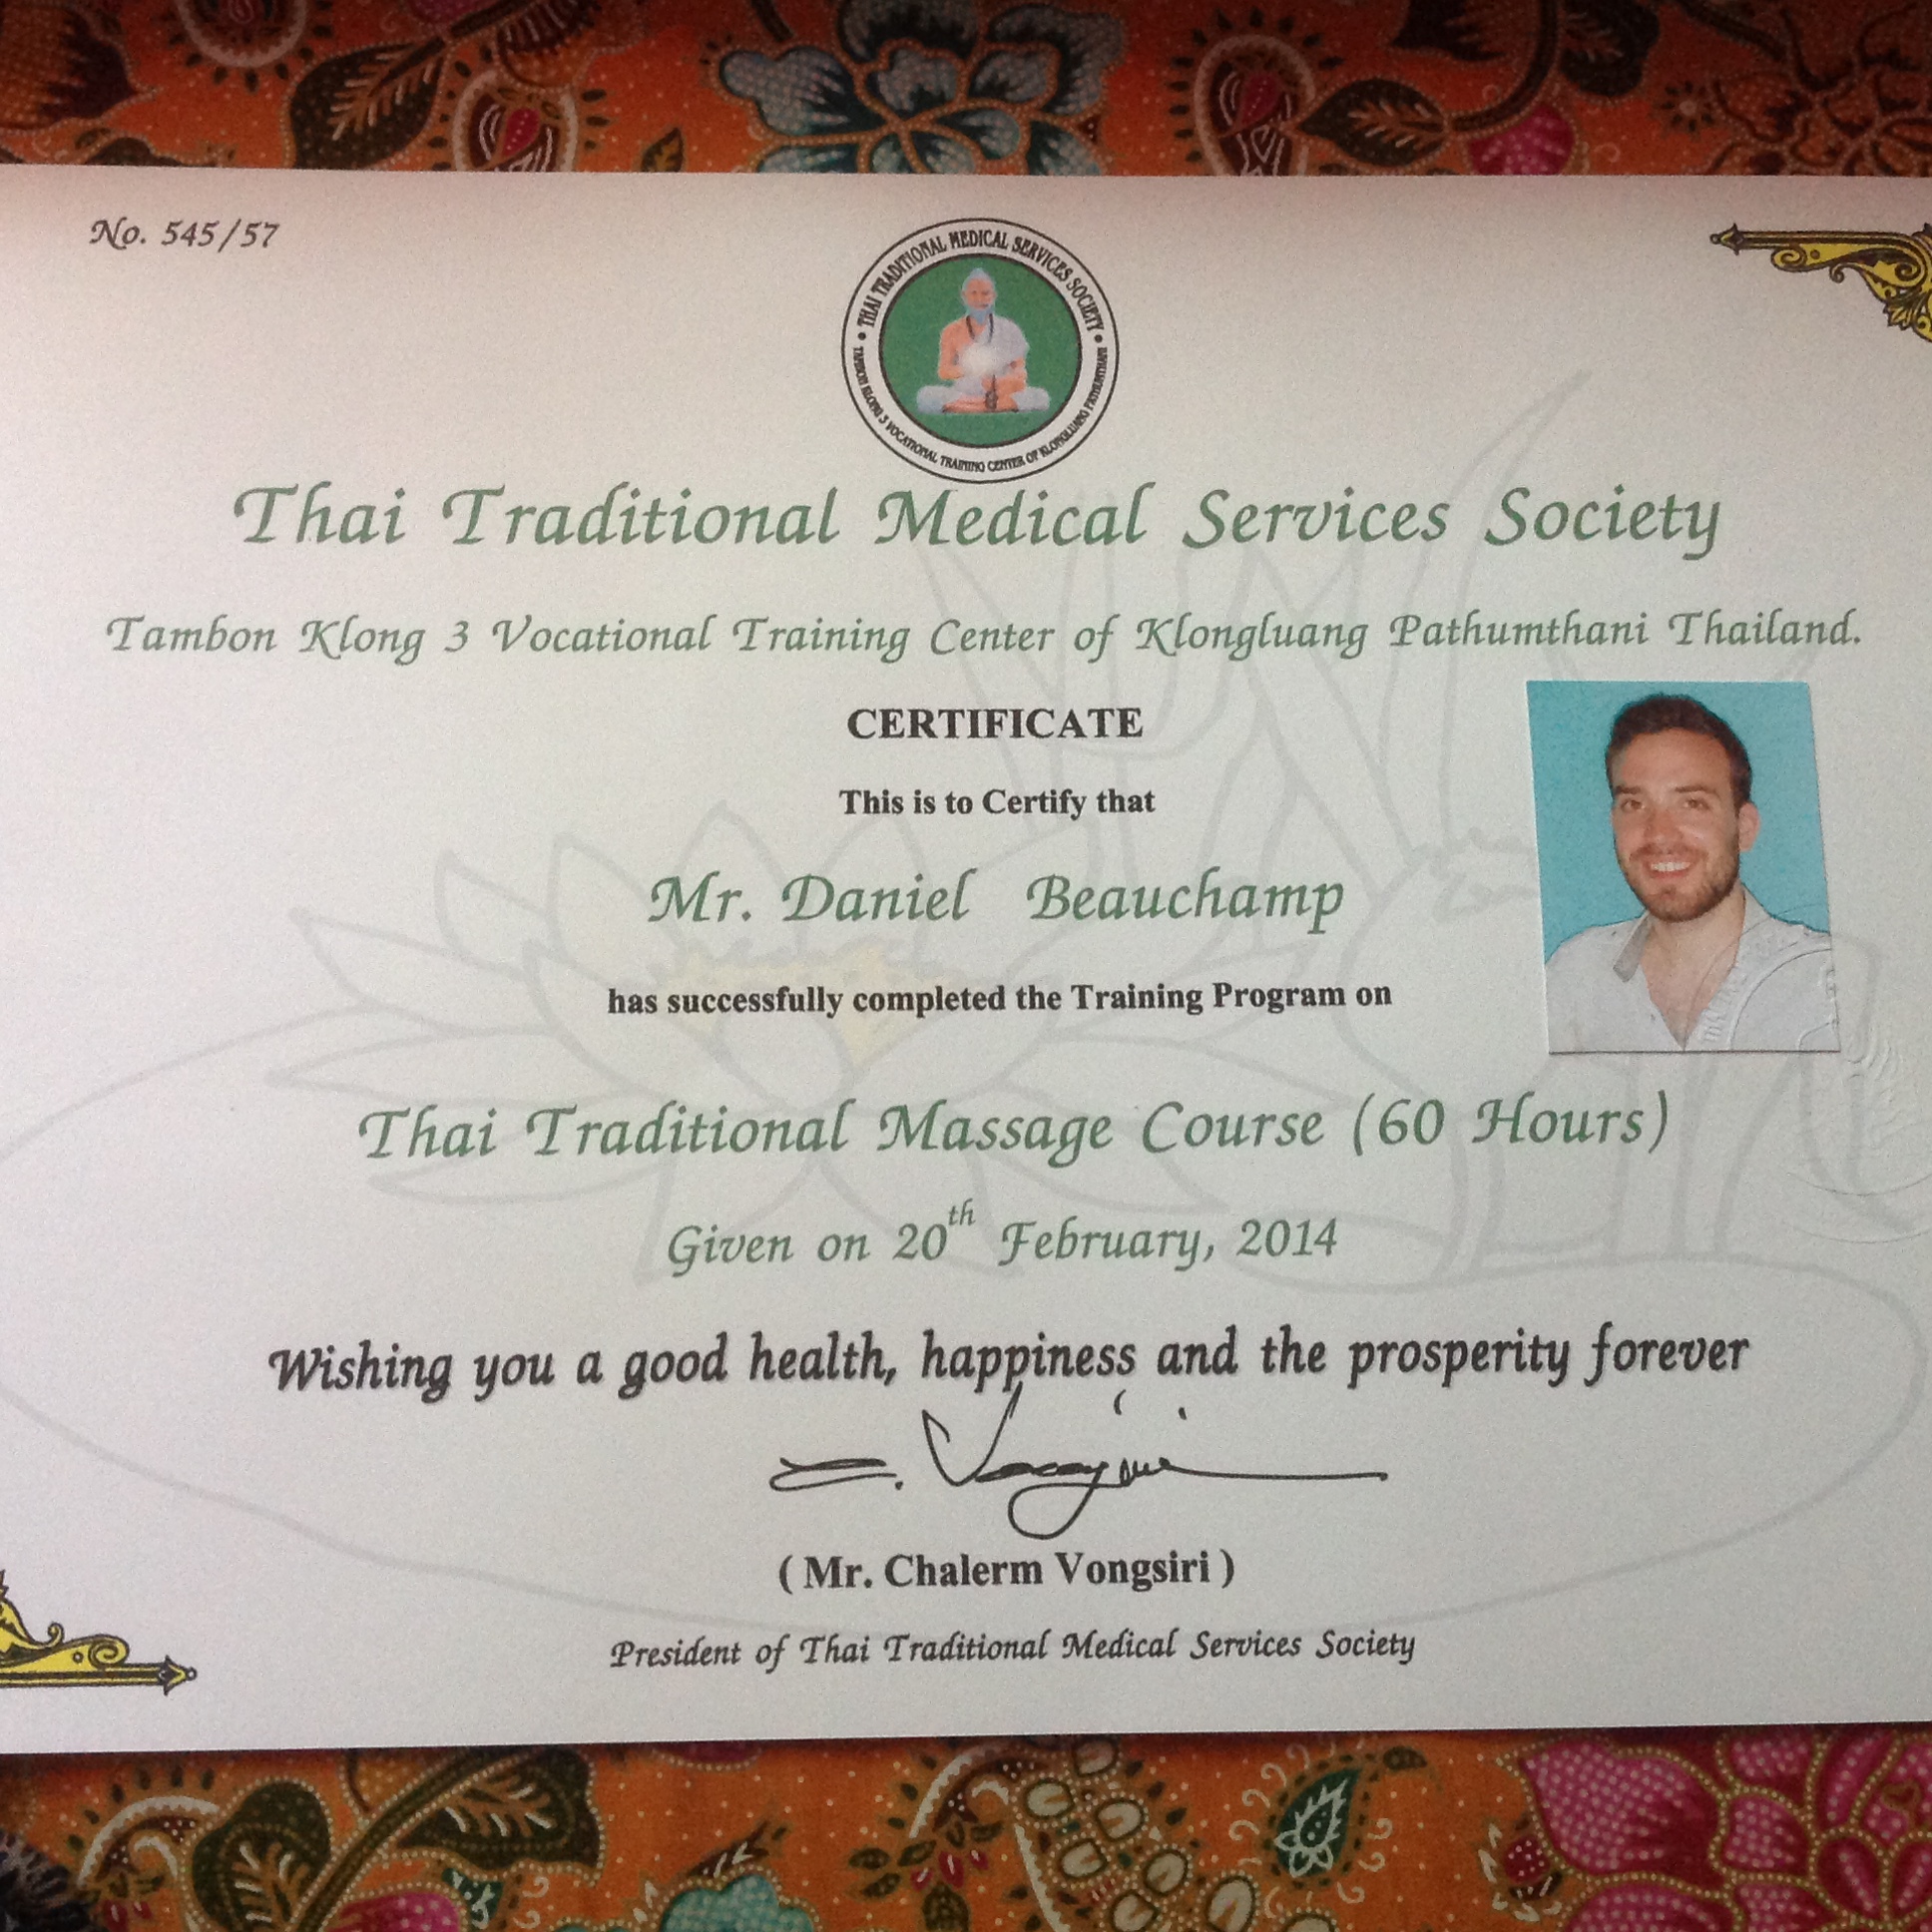 No. 545/57
THAI TRADITIONAL MEDICAL SERVICES SOCIETY
TAMBON KLONG 3 VOCATIONAL TRAINING CENTER OF KLONGLUANG PATHUMTHANI
Thai Traditional Medical Services Society
Tambon Klong 3 Vocational Training Center of Klongluang Pathumthani Thailand.
CERTIFICATE
This is to Certify that
Mr. Daniel Beauchamp
has successfully completed the Training Program on
Thai Traditional Massage Course (60 Hours)
Given on 20th February, 2014
Wishing you a good health, happiness and the prosperity forever
( Mr. Chalerm Vongsiri )
President of Thai Traditional Medical Services Society